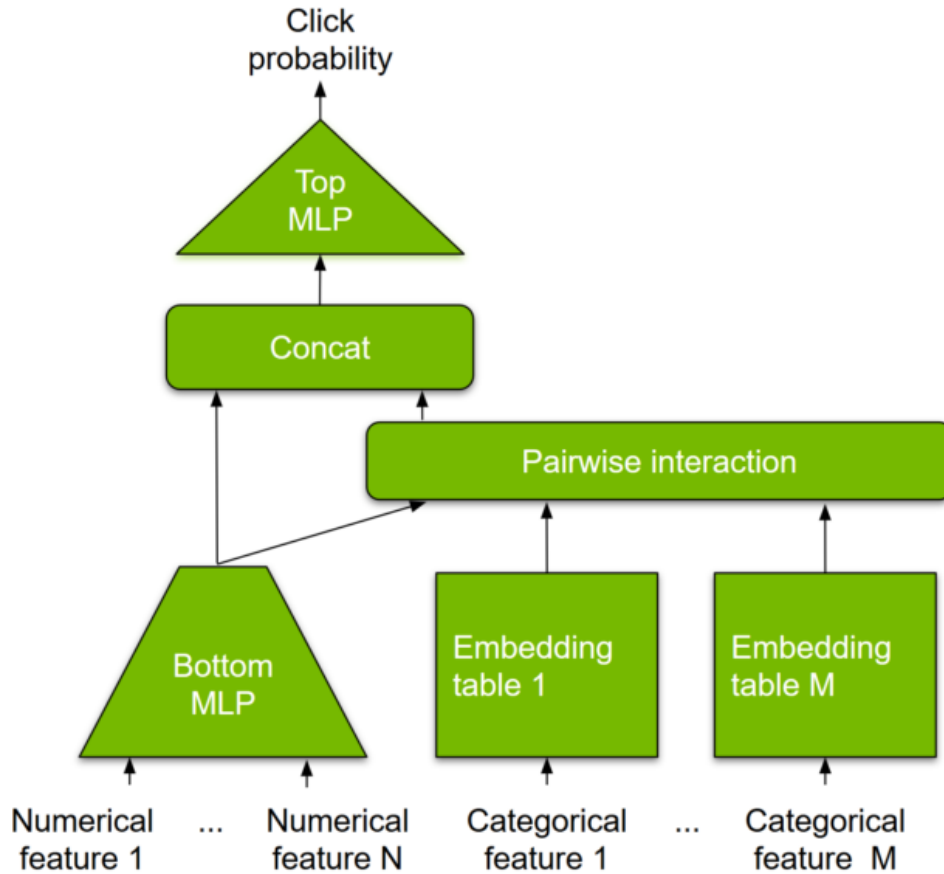 Click
probability
Top
MLP
Concat
Pairwise interaction
Bottom
MLP
Embedding
table 1
Embedding
table M
Numerical
feature 1
...
Numerical
feature N
Categorical
feature 1
...
Categorical
feature M